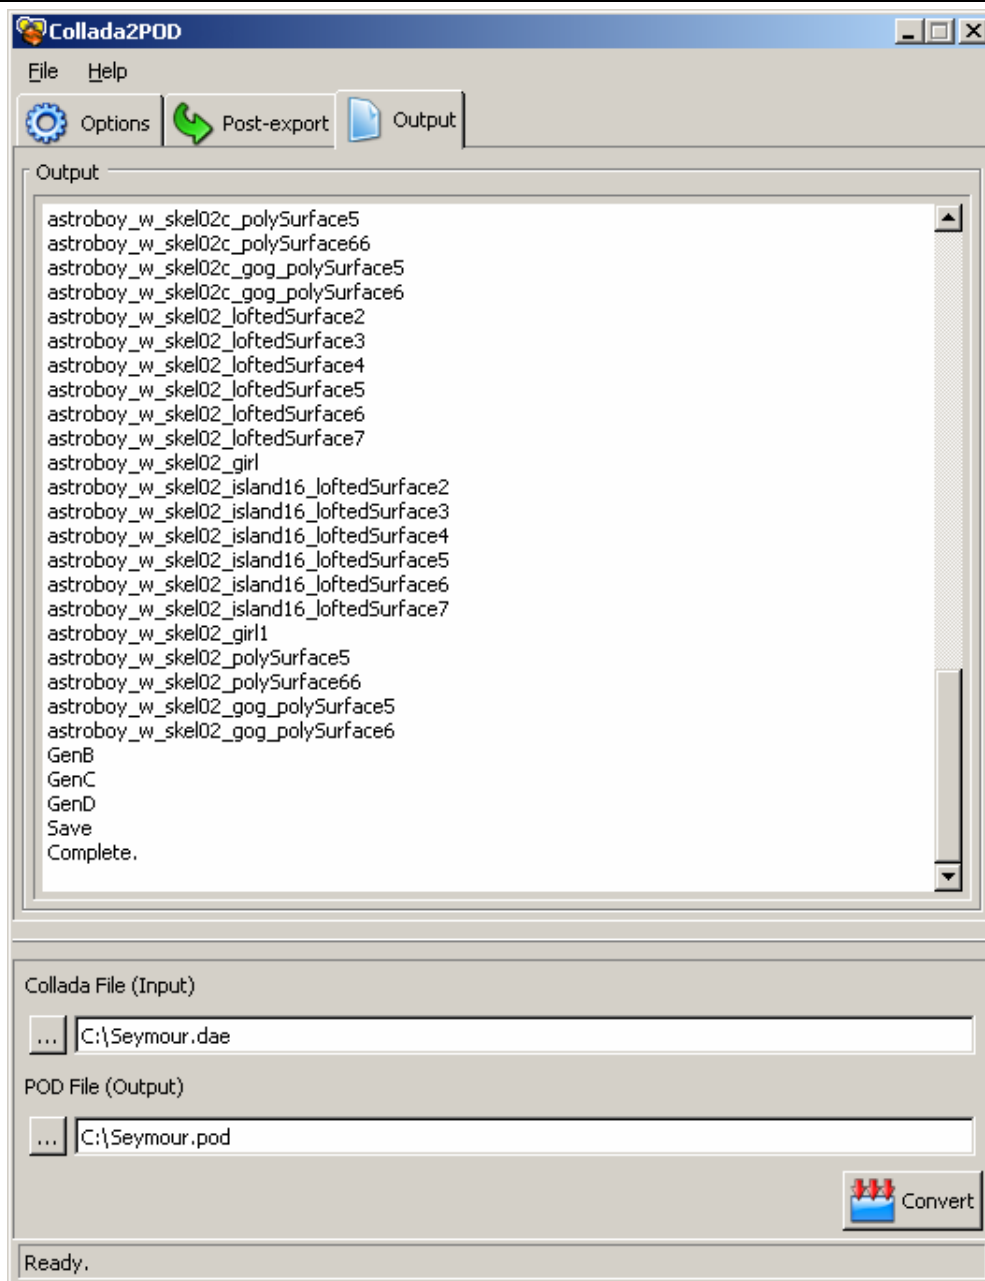 Collada2POD
File Help
Options Post-export Output
Output
astroboy_w_skel02c_polySurface5
astroboy_w_skel02c_polySurface66
astroboy_w_skel02c_gog_polySurface5
astroboy_w_skel02c_gog_polySurface6
astroboy_w_skel02_loftedSurface2
astroboy_w_skel02_loftedSurface3
astroboy_w_skel02_loftedSurface4
astroboy_w_skel02_loftedSurface5
astroboy_w_skel02_loftedSurface6
astroboy_w_skel02_loftedSurface7
astroboy_w_skel02_girl
astroboy_w_skel02_island16_loftedSurface2
astroboy_w_skel02_island16_loftedSurface3
astroboy_w_skel02_island16_loftedSurface4
astroboy_w_skel02_island16_loftedSurface5
astroboy_w_skel02_island16_loftedSurface6
astroboy_w_skel02_island16_loftedSurface7
astroboy_w_skel02_girl1
astroboy_w_skel02_polySurface5
astroboy_w_skel02_polySurface66
astroboy_w_skel02_gog_polySurface5
astroboy_w_skel02_gog_polySurface6
GenB
GenC
GenD
Save
Complete.
Collada File (Input)
... C:\Seymour.dae
POD File (Output)
... C:\Seymour.pod
Convert
Ready.